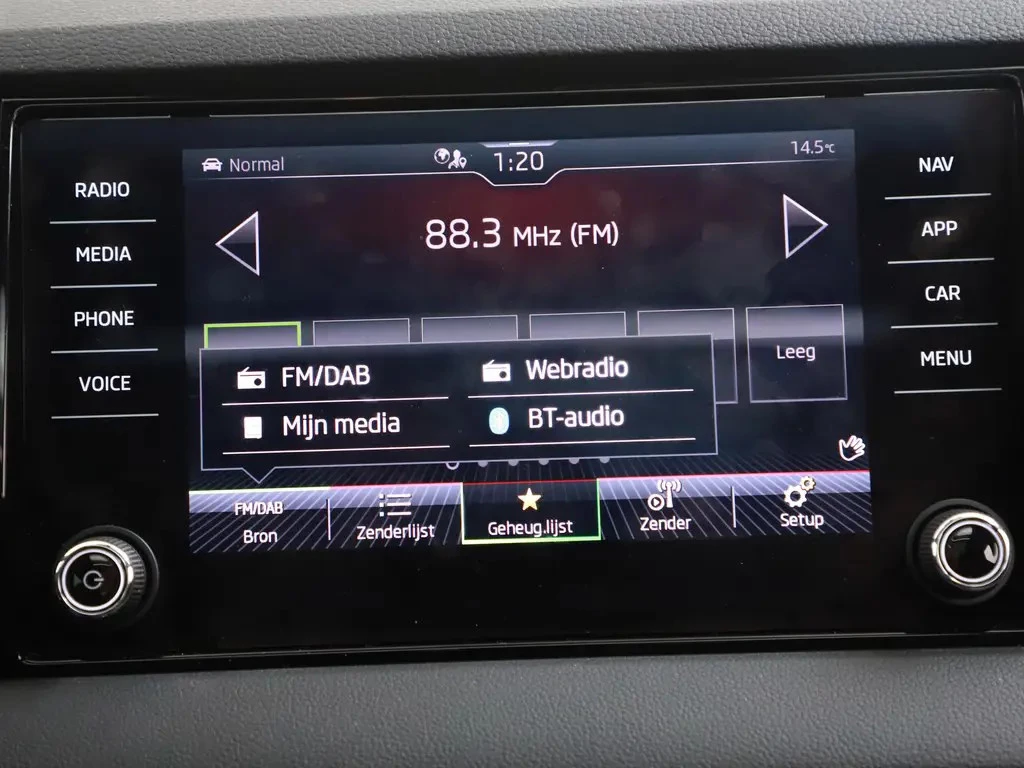 RADIO
MEDIA
PHONE
VOICE
Normal
1:20
14.5°C
88.3 MHz (FM)
Leeg
FM/DAB
Webradio
Mijn media
BT-audio
FM/DAB
Bron
Zenderlijst
Geheug.lijst
Zender
Setup
NAV
APP
CAR
MENU